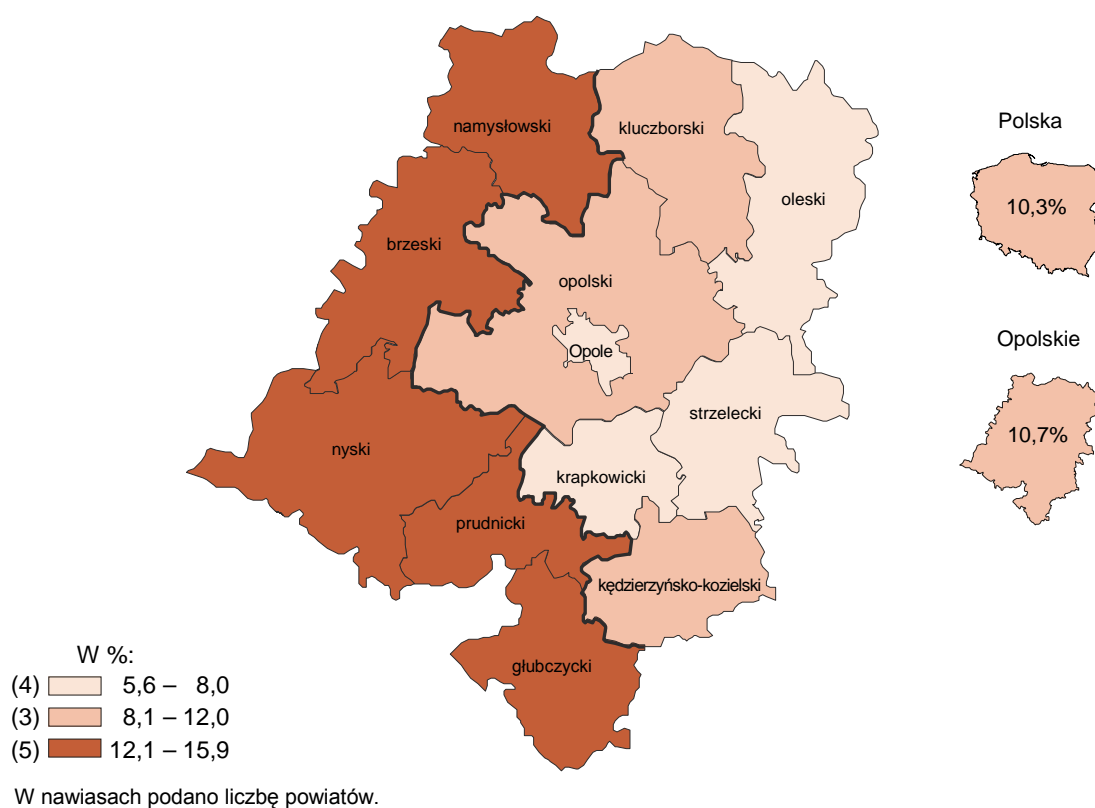 namysłowski
kluczborski
Polska
oleski
10,3%
brzeski
opolski
Opolskie
Opole
strzelecki
10,7%
nyski
krapkowicki
prudnicki
kędzierzyńsko-kozielski
głubczycki
W %:
(4) 5,6 – 8,0
(3) 8,1 – 12,0
(5) 12,1 – 15,9
W nawiasach podano liczbę powiatów.